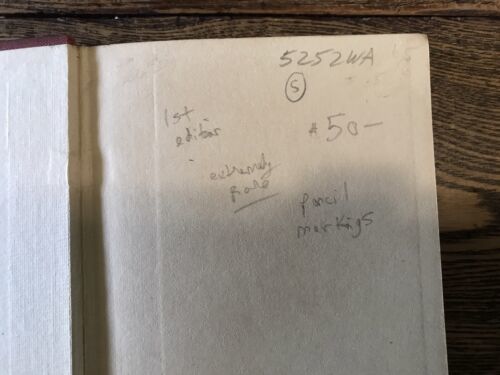 5252WA
S
1st
edition
$50-
extremely
rare
pencil
markings